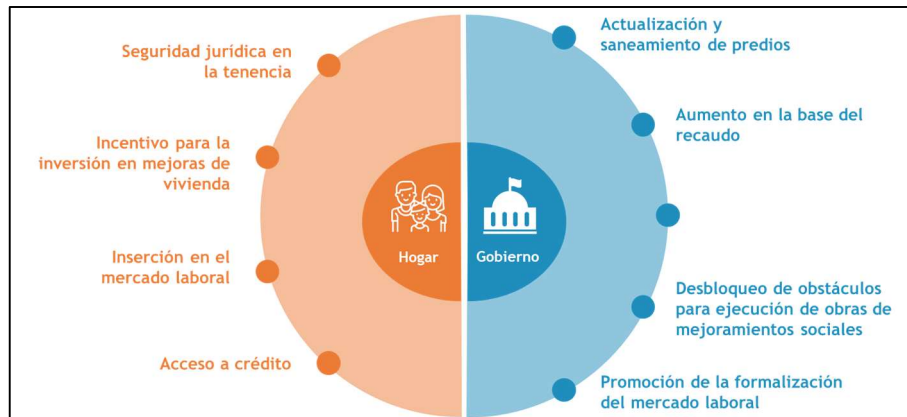 Seguridad jurídica en
la tenencia
Incentivo para la
inversión en mejoras de
vivienda
Inserción en el
mercado laboral
Acceso a crédito
Hogar
Gobierno
Actualización y
saneamiento de predios
Aumento en la base del
recaudo
Desbloqueo de obstáculos
para ejecución de obras de
mejoramientos sociales
Promoción de la formalización
del mercado laboral